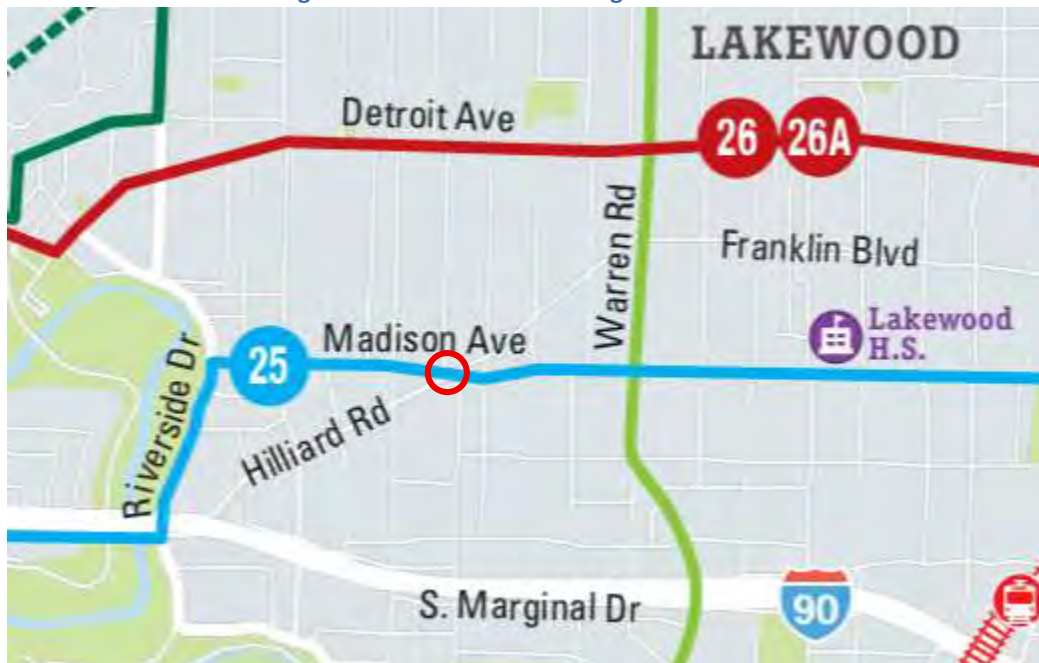 LAKEWOOD
Detroit Ave
26
26A
Warren Rd
Franklin Blvd
Lakewood
H.S.
Madison Ave
25
Riverside Dr
Hilliard Rd
S. Marginal Dr
90